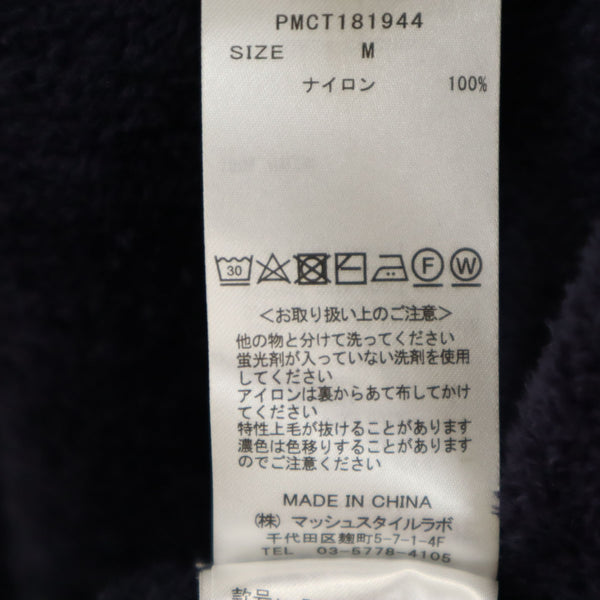 PMCT181944
SIZE M
ナイロン 100%
30 F W
<お取り扱い上のご注意>
他の物と分けて洗ってください
蛍光剤が入っていない洗剤を使用
してください
アイロンは裏からあて布してかけ
てください
特性上毛が抜けることがあります
濃色は色移りすることがあります
のでご注意ください
MADE IN CHINA
(株) マッシュスタイルラボ
千代田区麹町5-7-1-4F
TEL 03-5778-4105
款号